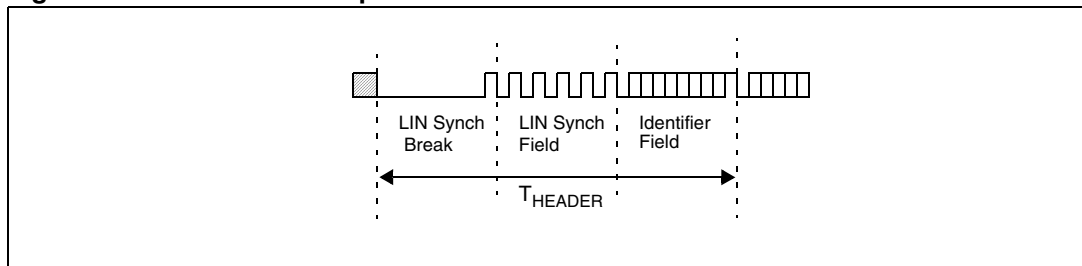 LIN Synch
Break
LIN Synch
Field
Identifier
Field
THEADER